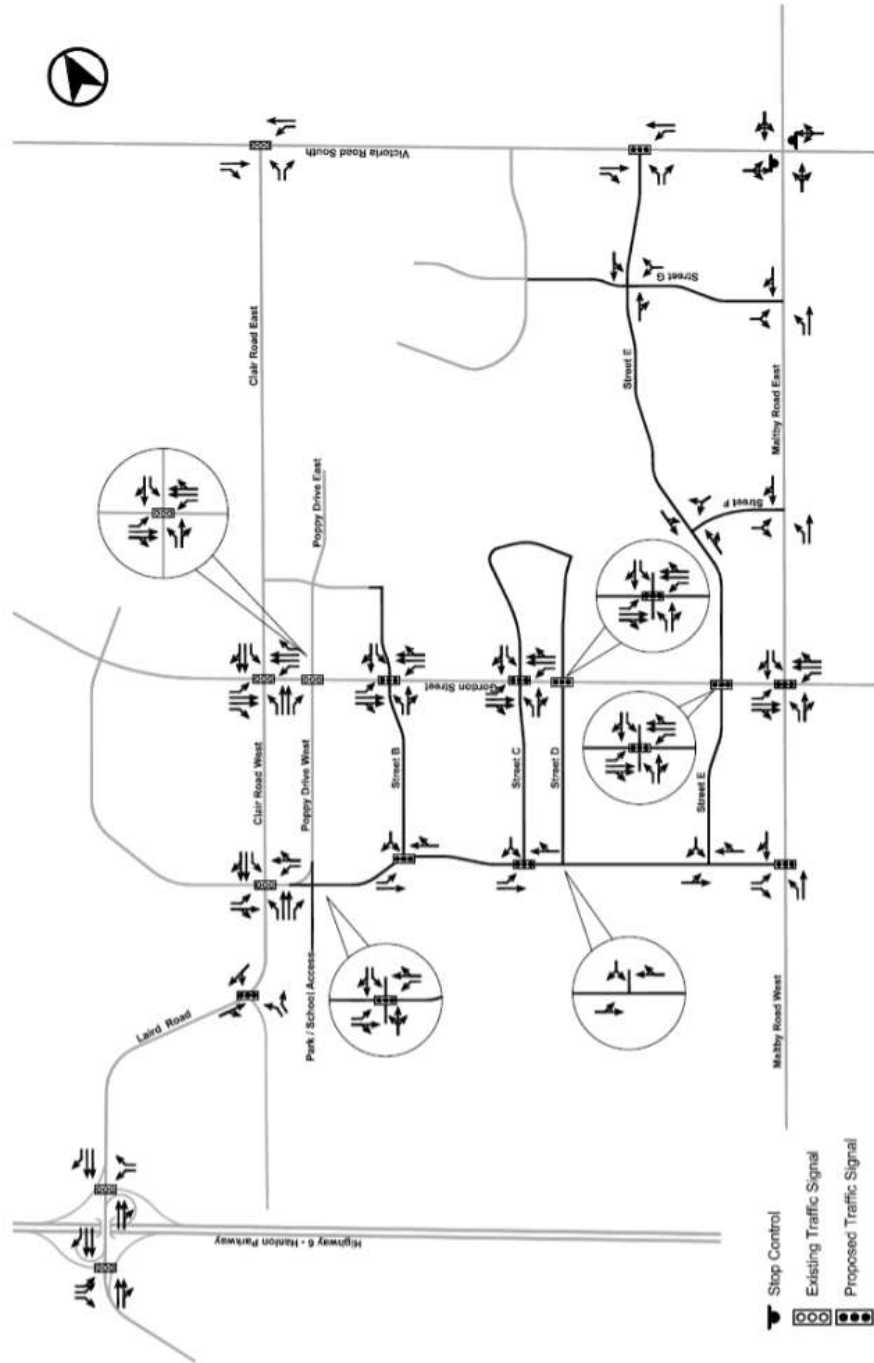 Victoria Road South
Clair Road East
Street G
Street E
Maltby Road East
Poppy Drive East
Street F
Gordon Street
Clair Road West
Poppy Drive West
Street B
Street C
Street D
Street E
Laird Road
Park / School Access
Maltby Road West
Highway 6 - Hanlon Parkway
Stop Control
Existing Traffic Signal
Proposed Traffic Signal